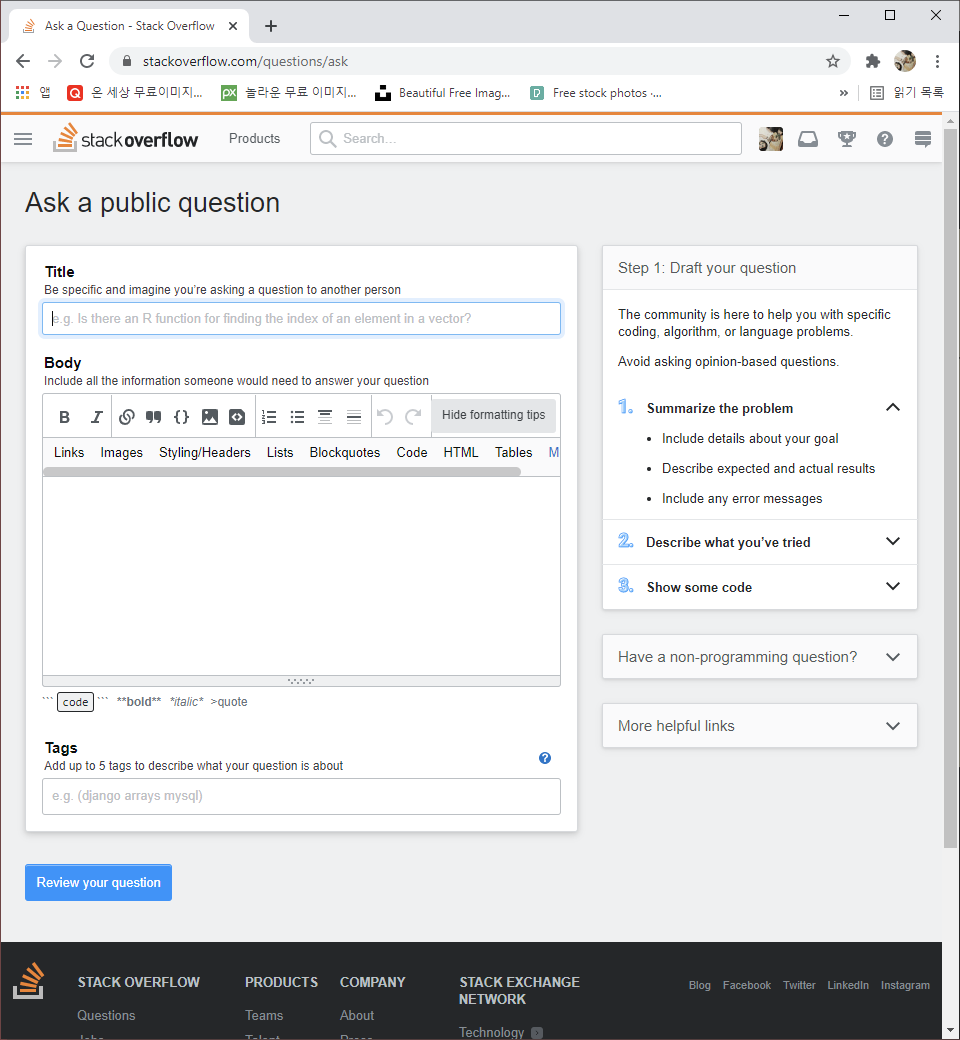 Ask a Question - Stack Overflow
stackoverflow.com/questions/ask
앱 온 세상 무료이미지... 놀라운 무료 이미지... Beautiful Free Imag... Free stock photos ·... » 읽기 목록
stackoverflow Products Search...
Ask a public question
Title
Be specific and imagine you’re asking a question to another person
e.g. Is there an R function for finding the index of an element in a vector?
Body
Include all the information someone would need to answer your question
B I Hide formatting tips
Links Images Styling/Headers Lists Blockquotes Code HTML Tables M
``` code ``` **bold** *italic* >quote
Tags
Add up to 5 tags to describe what your question is about
e.g. (django arrays mysql)
Review your question
Step 1: Draft your question
The community is here to help you with specific
coding, algorithm, or language problems.
Avoid asking opinion-based questions.
1. Summarize the problem
• Include details about your goal
• Describe expected and actual results
• Include any error messages
2. Describe what you’ve tried
3. Show some code
Have a non-programming question?
More helpful links
STACK OVERFLOW
Questions
Jobs
PRODUCTS
Teams
Talent
COMPANY
About
Press
STACK EXCHANGE
NETWORK
Technology
Blog Facebook Twitter LinkedIn Instagram